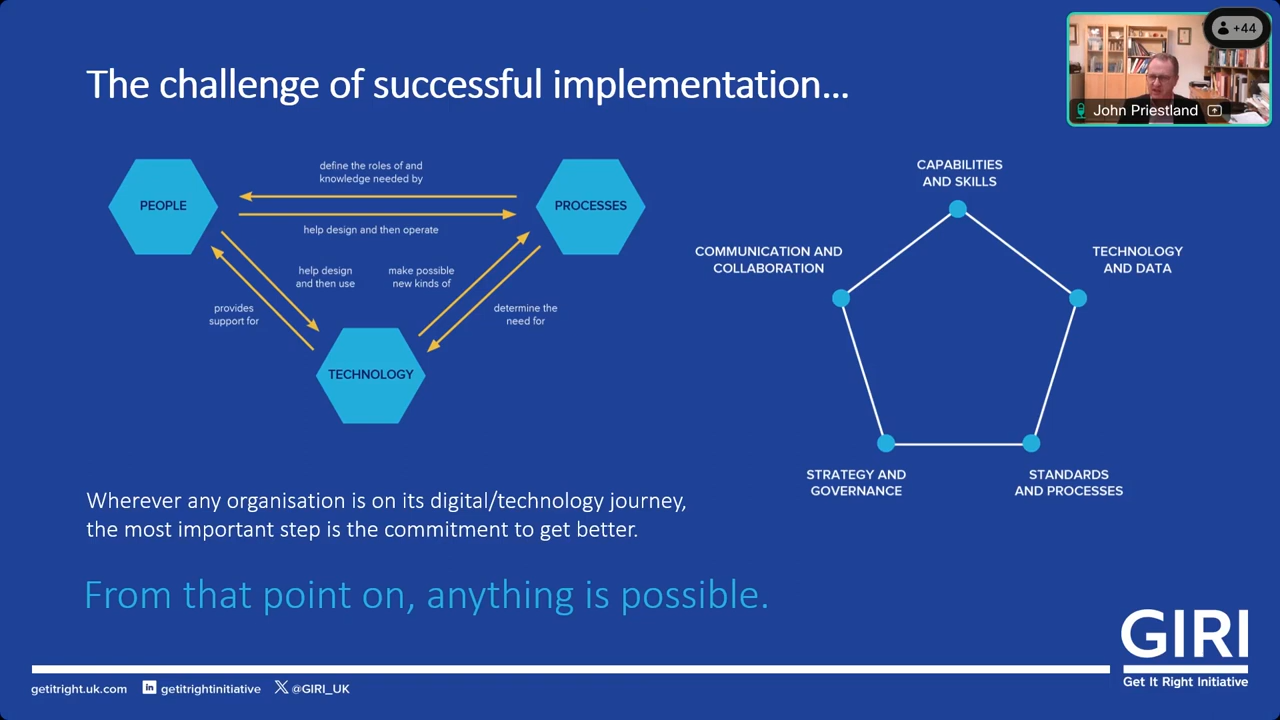 The challenge of successful implementation...
+44
John Priestland
PEOPLE
define the roles of and
knowledge needed by
PROCESSES
help design and then operate
help design
and then use
make possible
new kinds of
provides
support for
determine the
need for
TECHNOLOGY
CAPABILITIES
AND SKILLS
COMMUNICATION AND
COLLABORATION
TECHNOLOGY
AND DATA
STRATEGY AND
GOVERNANCE
STANDARDS
AND PROCESSES
Wherever any organisation is on its digital/technology journey,
the most important step is the commitment to get better.
From that point on, anything is possible.
GIRI
Get It Right Initiative
getitright.uk.com
in getitrightinitiative
X @GIRI_UK